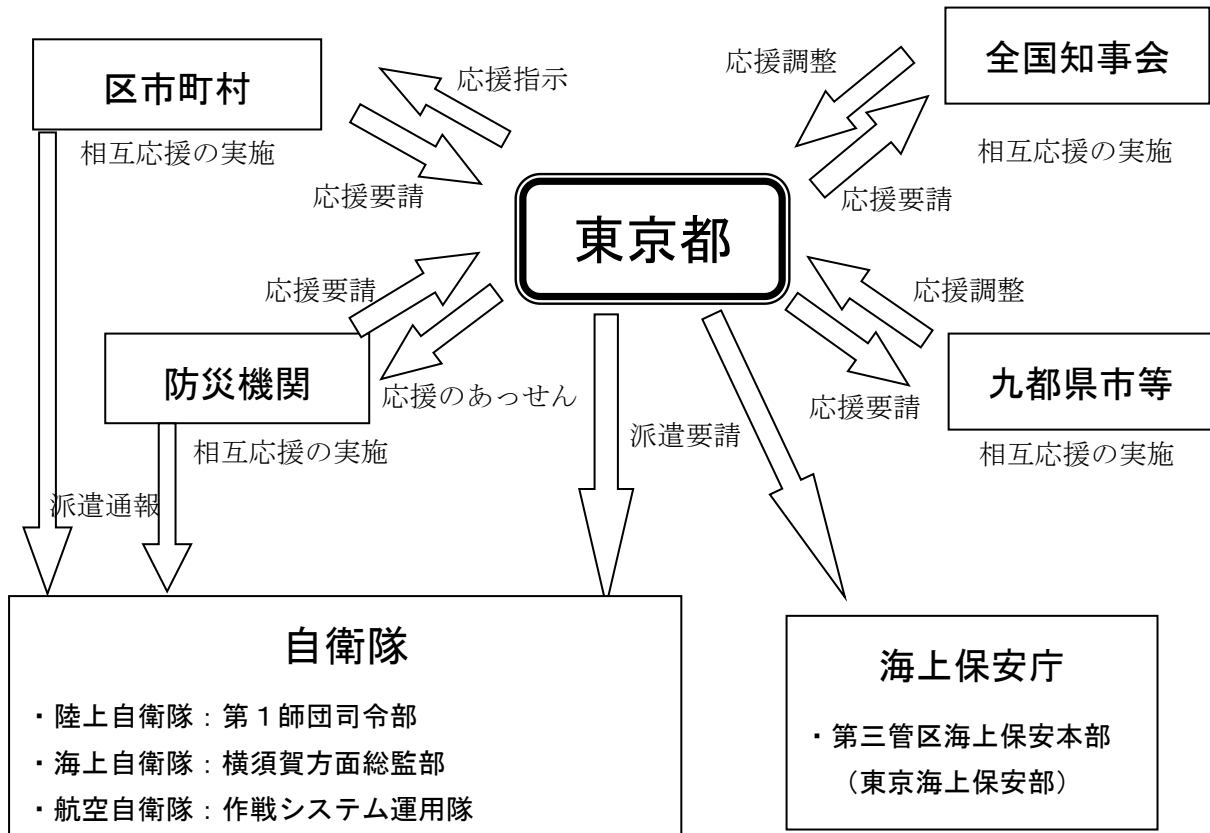 区市町村
応援指示
応援調整
全国知事会
相互応援の実施
応援要請
応援要請
相互応援の実施
東京都
応援要請
応援調整
防災機関
応援のあっせん
応援要請
九都県市等
相互応援の実施
派遣要請
相互応援の実施
派遣通報
自衛隊
・陸上自衛隊：第１師団司令部
・海上自衛隊：横須賀方面総監部
・航空自衛隊：作戦システム運用隊
海上保安庁
・第三管区海上保安本部
（東京海上保安部）